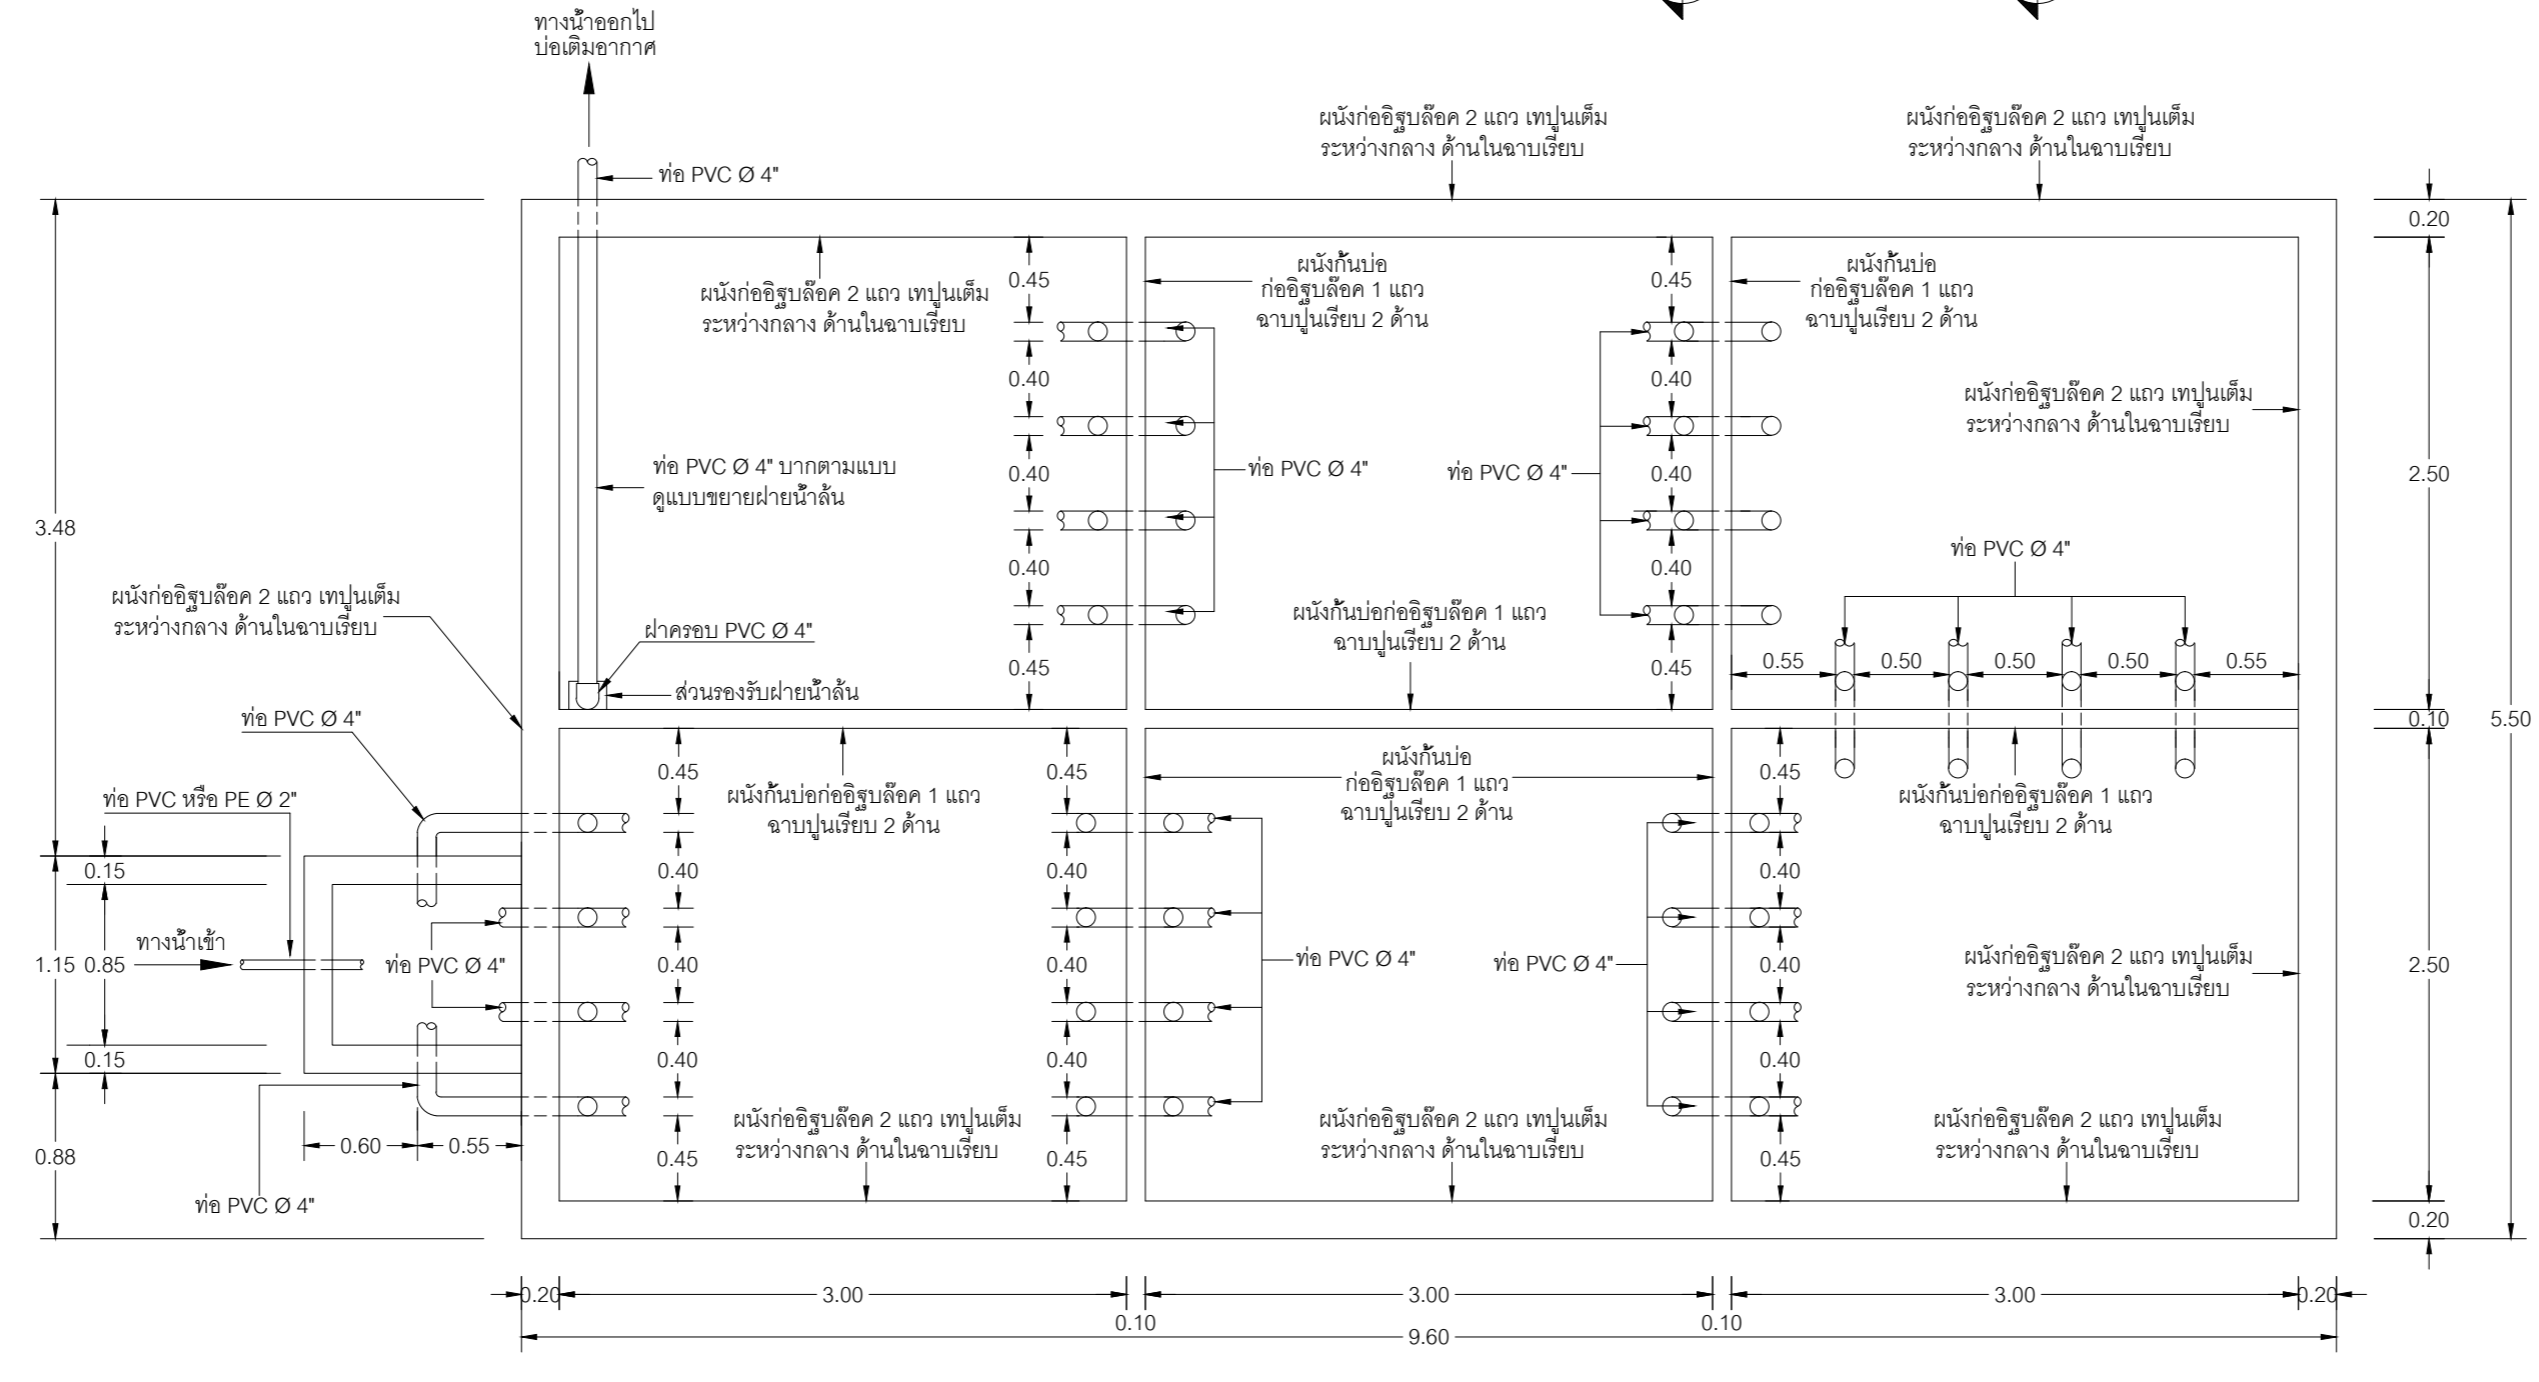 ทางน้ำออกไป
บ่อเติมอากาศ
ผนังก่ออิฐบล๊อค 2 แถว เทปูนเต็ม
ระหว่างกลาง ด้านในฉาบเรียบ
ผนังก่ออิฐบล๊อค 2 แถว เทปูนเต็ม
ระหว่างกลาง ด้านในฉาบเรียบ
ท่อ PVC Ø 4"
0.20
ผนังก่ออิฐบล๊อค 2 แถว เทปูนเต็ม
ระหว่างกลาง ด้านในฉาบเรียบ
0.45
ผนังกั้นบ่อ
ก่ออิฐบล๊อค 1 แถว
ฉาบปูนเรียบ 2 ด้าน
0.45
ผนังกั้นบ่อ
ก่ออิฐบล๊อค 1 แถว
ฉาบปูนเรียบ 2 ด้าน
0.40
0.40
ผนังก่ออิฐบล๊อค 2 แถว เทปูนเต็ม
ระหว่างกลาง ด้านในฉาบเรียบ
ท่อ PVC Ø 4" บากตามแบบ
ดูแบบขยายฝายน้ำล้น
0.40
ท่อ PVC Ø 4"
ท่อ PVC Ø 4"
0.40
2.50
3.48
ท่อ PVC Ø 4"
0.40
0.40
ผนังก่ออิฐบล๊อค 2 แถว เทปูนเต็ม
ระหว่างกลาง ด้านในฉาบเรียบ
ฝาครอบ PVC Ø 4"
ผนังกั้นบ่อก่ออิฐบล๊อค 1 แถว
ฉาบปูนเรียบ 2 ด้าน
0.45
0.45
0.55
0.50
0.50
0.50
0.55
ส่วนรองรับฝายน้ำล้น
ท่อ PVC Ø 4"
0.10
5.50
0.45
0.45
ผนังกั้นบ่อ
ก่ออิฐบล๊อค 1 แถว
ฉาบปูนเรียบ 2 ด้าน
0.45
ท่อ PVC หรือ PE Ø 2"
ผนังกั้นบ่อก่ออิฐบล๊อค 1 แถว
ฉาบปูนเรียบ 2 ด้าน
ผนังกั้นบ่อก่ออิฐบล๊อค 1 แถว
ฉาบปูนเรียบ 2 ด้าน
0.15
0.40
0.40
0.40
ทางน้ำเข้า
1.15
0.85
ท่อ PVC Ø 4"
0.40
0.40
ท่อ PVC Ø 4"
ท่อ PVC Ø 4"
0.40
ผนังก่ออิฐบล๊อค 2 แถว เทปูนเต็ม
ระหว่างกลาง ด้านในฉาบเรียบ
2.50
0.15
0.40
0.40
0.40
ผนังก่ออิฐบล๊อค 2 แถว เทปูนเต็ม
ระหว่างกลาง ด้านในฉาบเรียบ
ผนังก่ออิฐบล๊อค 2 แถว เทปูนเต็ม
ระหว่างกลาง ด้านในฉาบเรียบ
ผนังก่ออิฐบล๊อค 2 แถว เทปูนเต็ม
ระหว่างกลาง ด้านในฉาบเรียบ
0.60
0.55
0.88
0.45
0.45
0.45
ท่อ PVC Ø 4"
0.20
0.20
3.00
3.00
3.00
0.20
0.10
0.10
9.60